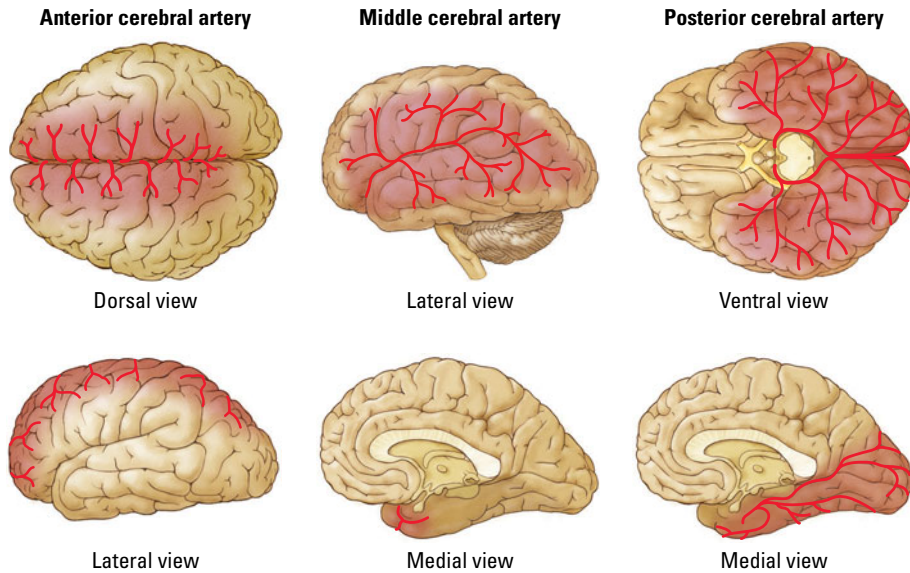 Anterior cerebral artery
Middle cerebral artery
Posterior cerebral artery
Dorsal view
Lateral view
Ventral view
Lateral view
Medial view
Medial view